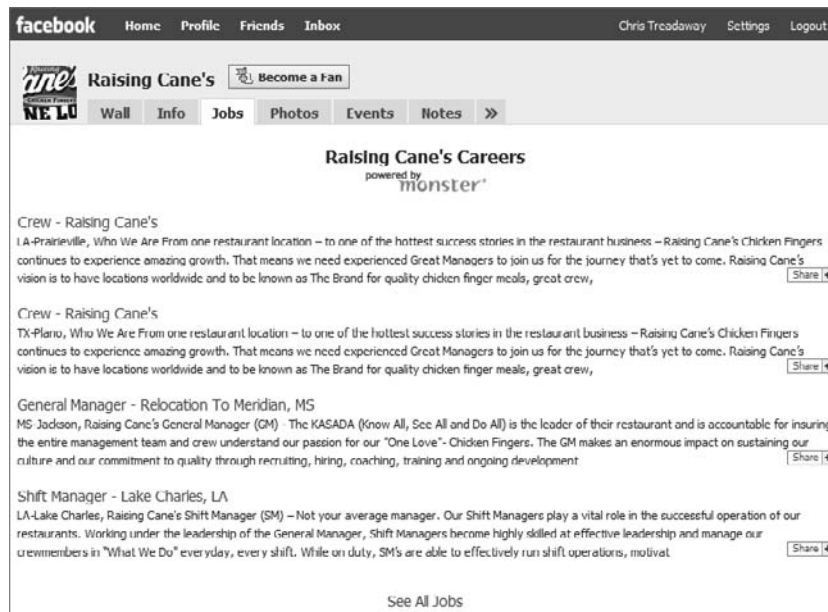 facebook Home Profile Friends Inbox Chris Treadaway Settings Logout
Raising Cane's Become a Fan
Wall Info Jobs Photos Events Notes »
Raising Cane's Careers
powered by
monster
Crew - Raising Cane's
LA-Prairieville, Who We Are From one restaurant location – to one of the hottest success stories in the restaurant business – Raising Cane's Chicken Fingers
continues to experience amazing growth. That means we need experienced Great Managers to join us for the journey that's yet to come. Raising Cane's
vision is to have locations worldwide and to be known as The Brand for quality chicken finger meals, great crew,
Share +
Crew - Raising Cane's
TX-Plano, Who We Are From one restaurant location – to one of the hottest success stories in the restaurant business – Raising Cane's Chicken Fingers
continues to experience amazing growth. That means we need experienced Great Managers to join us for the journey that's yet to come. Raising Cane's
vision is to have locations worldwide and to be known as The Brand for quality chicken finger meals, great crew,
Share +
General Manager - Relocation To Meridian, MS
MS-Jackson, Raising Cane's General Manager (GM) - The KASADA (Know All, See All and Do All) is the leader of their restaurant and is accountable for insuring
the entire management team and crew understand our passion for our "One Love"- Chicken Fingers. The GM makes an enormous impact on sustaining our
culture and our commitment to quality through recruiting, hiring, coaching, training and ongoing development
Share +
Shift Manager - Lake Charles, LA
LA-Lake Charles, Raising Cane's Shift Manager (SM) – Not your average manager. Our Shift Managers play a vital role in the successful operation of our
restaurants. Working under the leadership of the General Manager, Shift Managers become highly skilled at effective leadership and manage our
crewmembers in "What We Do" everyday, every shift. While on duty, SM's are able to effectively run shift operations, motivat
Share +
See All Jobs